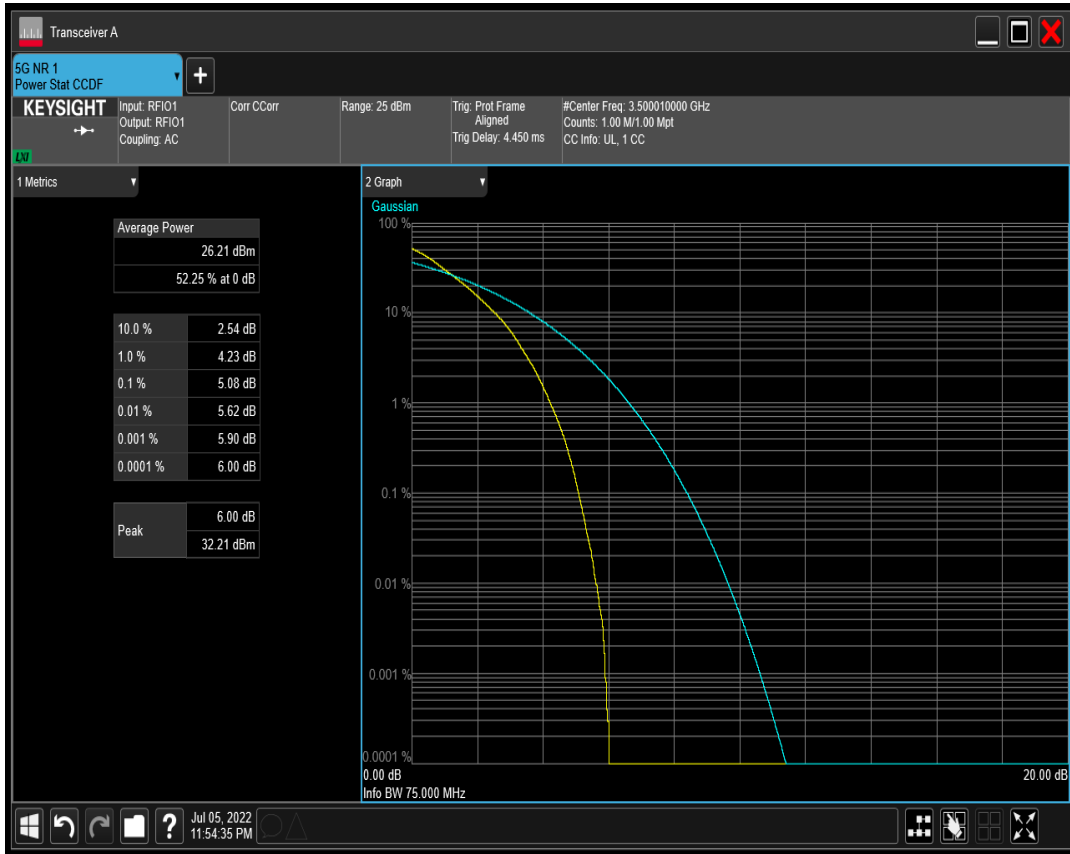 Transceiver A
5G NR 1
Power Stat CCDF
+
KEYSIGHT
LXI
Input: RFIO1
Output: RFIO1
Coupling: AC
Corr CCorr
Range: 25 dBm
Trig: Prot Frame
Aligned
Trig Delay: 4.450 ms
#Center Freq: 3.500010000 GHz
Counts: 1.00 M/1.00 Mpt
CC Info: UL, 1 CC
1 Metrics
Average Power
26.21 dBm
52.25 % at 0 dB
10.0 % 2.54 dB
1.0 % 4.23 dB
0.1 % 5.08 dB
0.01 % 5.62 dB
0.001 % 5.90 dB
0.0001 % 6.00 dB
Peak
6.00 dB
32.21 dBm
2 Graph
Gaussian
100 %
10 %
1 %
0.1 %
0.01 %
0.001 %
0.0001 %
0.00 dB 20.00 dB
Info BW 75.000 MHz
?
Jul 05, 2022
11:54:35 PM